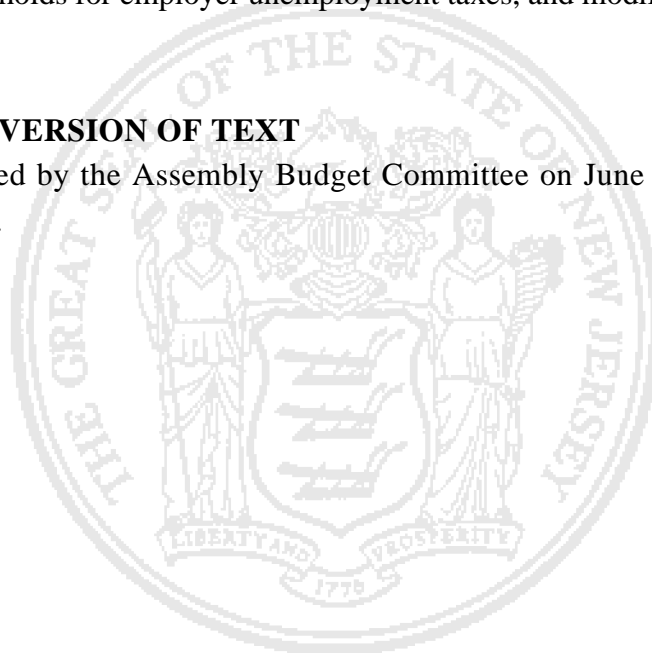 holds for employer unemployment taxes, and
VERSION OF TEXT
ed by the Assembly Budget Committee on June
.
THE GREAT SEAL OF THE STATE OF NEW JERSEY
LIBERTY AND PROSPERITY
1776